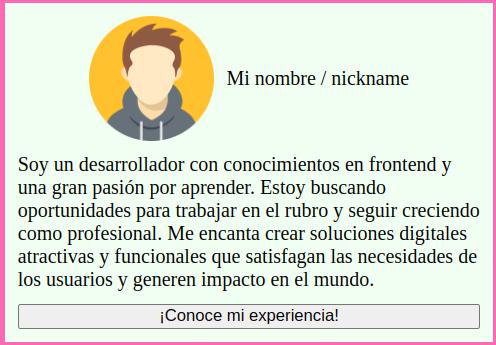 Mi nombre / nickname
Soy un desarrollador con conocimientos en frontend y
una gran pasión por aprender. Estoy buscando
oportunidades para trabajar en el rubro y seguir creciendo
como profesional. Me encanta crear soluciones digitales
atractivas y funcionales que satisfagan las necesidades de
los usuarios y generen impacto en el mundo.
¡Conoce mi experiencia!